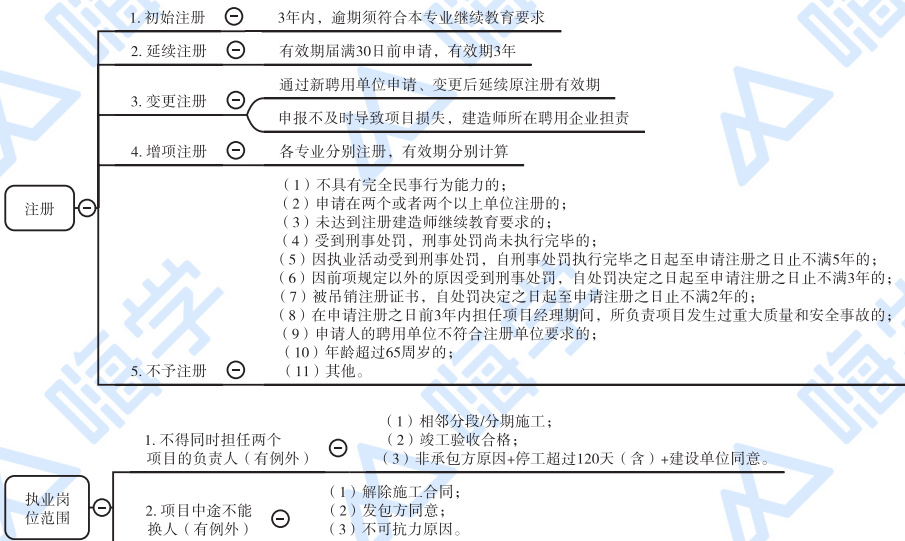 1. 初始注册
3年内，逾期须符合本专业继续教育要求
2. 延续注册
有效期届满30日前申请，有效期3年
3. 变更注册
通过新聘用单位申请、变更后延续原注册有效期
申报不及时导致项目损失，建造师所在聘用企业担责
4. 增项注册
各专业分别注册，有效期分别计算
注册
（1）不具有完全民事行为能力的；
（2）申请在两个或者两个以上单位注册的；
（3）未达到注册建造师继续教育要求的；
（4）受到刑事处罚，刑事处罚尚未执行完毕的；
（5）因执业活动受到刑事处罚，自刑事处罚执行完毕之日起至申请注册之日止不满5年的；
（6）因前项规定以外的原因受到刑事处罚，自处罚决定之日起至申请注册之日止不满3年的；
（7）被吊销注册证书，自处罚决定之日起至申请注册之日止不满2年的；
（8）在申请注册之日前3年内担任项目经理期间，所负责项目发生过重大质量和安全事故的；
（9）申请人的聘用单位不符合注册单位要求的；
（10）年龄超过65周岁的；
5. 不予注册
（11）其他。
1. 不得同时担任两个
项目的负责人（有例外）
（1）相邻分段/分期施工；
（2）竣工验收合格；
（3）非承包方原因+停工超过120天（含）+建设单位同意。
执业岗
位范围
2. 项目中途不能
换人（有例外）
（1）解除施工合同；
（2）发包方同意；
（3）不可抗力原因。
嗨学